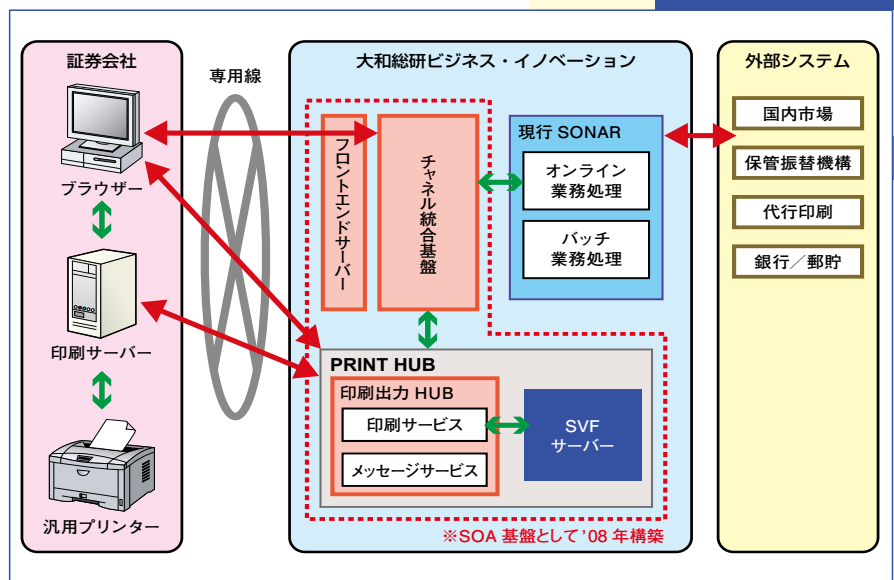 証券会社
ブラウザー
印刷サーバー
汎用プリンター
専用線
大和総研ビジネス・イノベーション
フロントエンドサーバー
チャネル統合基盤
現行 SONAR
オンライン
業務処理
バッチ
業務処理
PRINT HUB
印刷出力 HUB
印刷サービス
メッセージサービス
SVF
サーバー
※SOA 基盤として '08 年構築
外部システム
国内市場
保管振替機構
代行印刷
銀行／郵貯